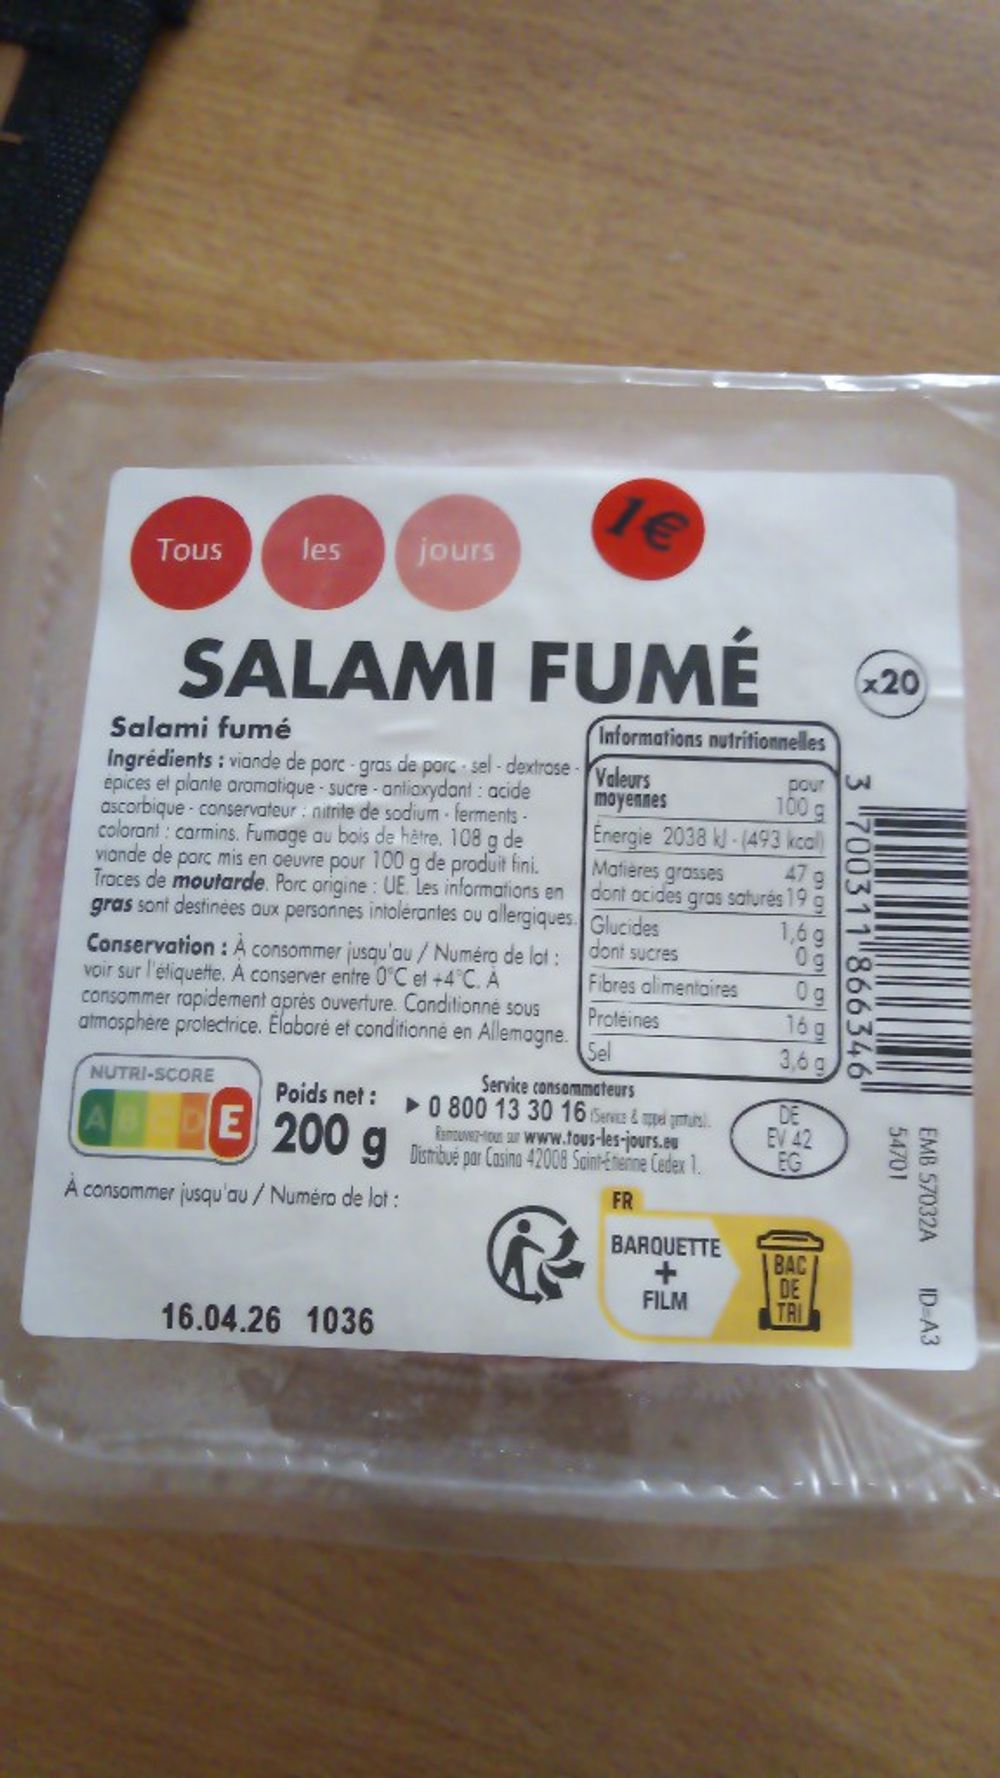 Tous les jours
1€
SALAMI FUMÉ
x20
Salami fumé
Ingrédients : viande de porc - gras de porc - sel - dextrose -
épices et plante aromatique - sucre - antioxydant : acide
ascorbique - conservateur : nitrite de sodium - ferments -
colorant : carmins. Fumage au bois de hêtre. 108 g de
viande de porc mis en oeuvre pour 100 g de produit fini.
Traces de moutarde. Porc origine : UE. Les informations en
gras sont destinées aux personnes intolérantes ou allergiques.
Conservation : À consommer jusqu'au / Numéro de lot :
voir sur l'étiquette. À conserver entre 0°C et +4°C. À
consommer rapidement après ouverture. Conditionné sous
atmosphère protectrice. Élaboré et conditionné en Allemagne.
Informations nutritionnelles
Valeurs moyennes pour 100 g
Énergie 2038 kJ - (493 kcal)
Matières grasses 47 g
dont acides gras saturés 19 g
Glucides 1,6 g
dont sucres 0 g
Fibres alimentaires 0 g
Protéines 16 g
Sel 3,6 g
3 700311 866346
NUTRI-SCORE
A B C D E
Poids net :
200 g
Service consommateurs
0 800 13 30 16 (Service & appel gratuits).
Retrouvez-nous sur www.tous-les-jours.eu
Distribué par Casino 42008 Saint-Etienne Cedex 1.
DE
EV 42
EG
EMB 57032A ID-A3
54701
À consommer jusqu'au / Numéro de lot :
16.04.26 1036
FR
BARQUETTE
+
FILM
BAC
DE
TRI